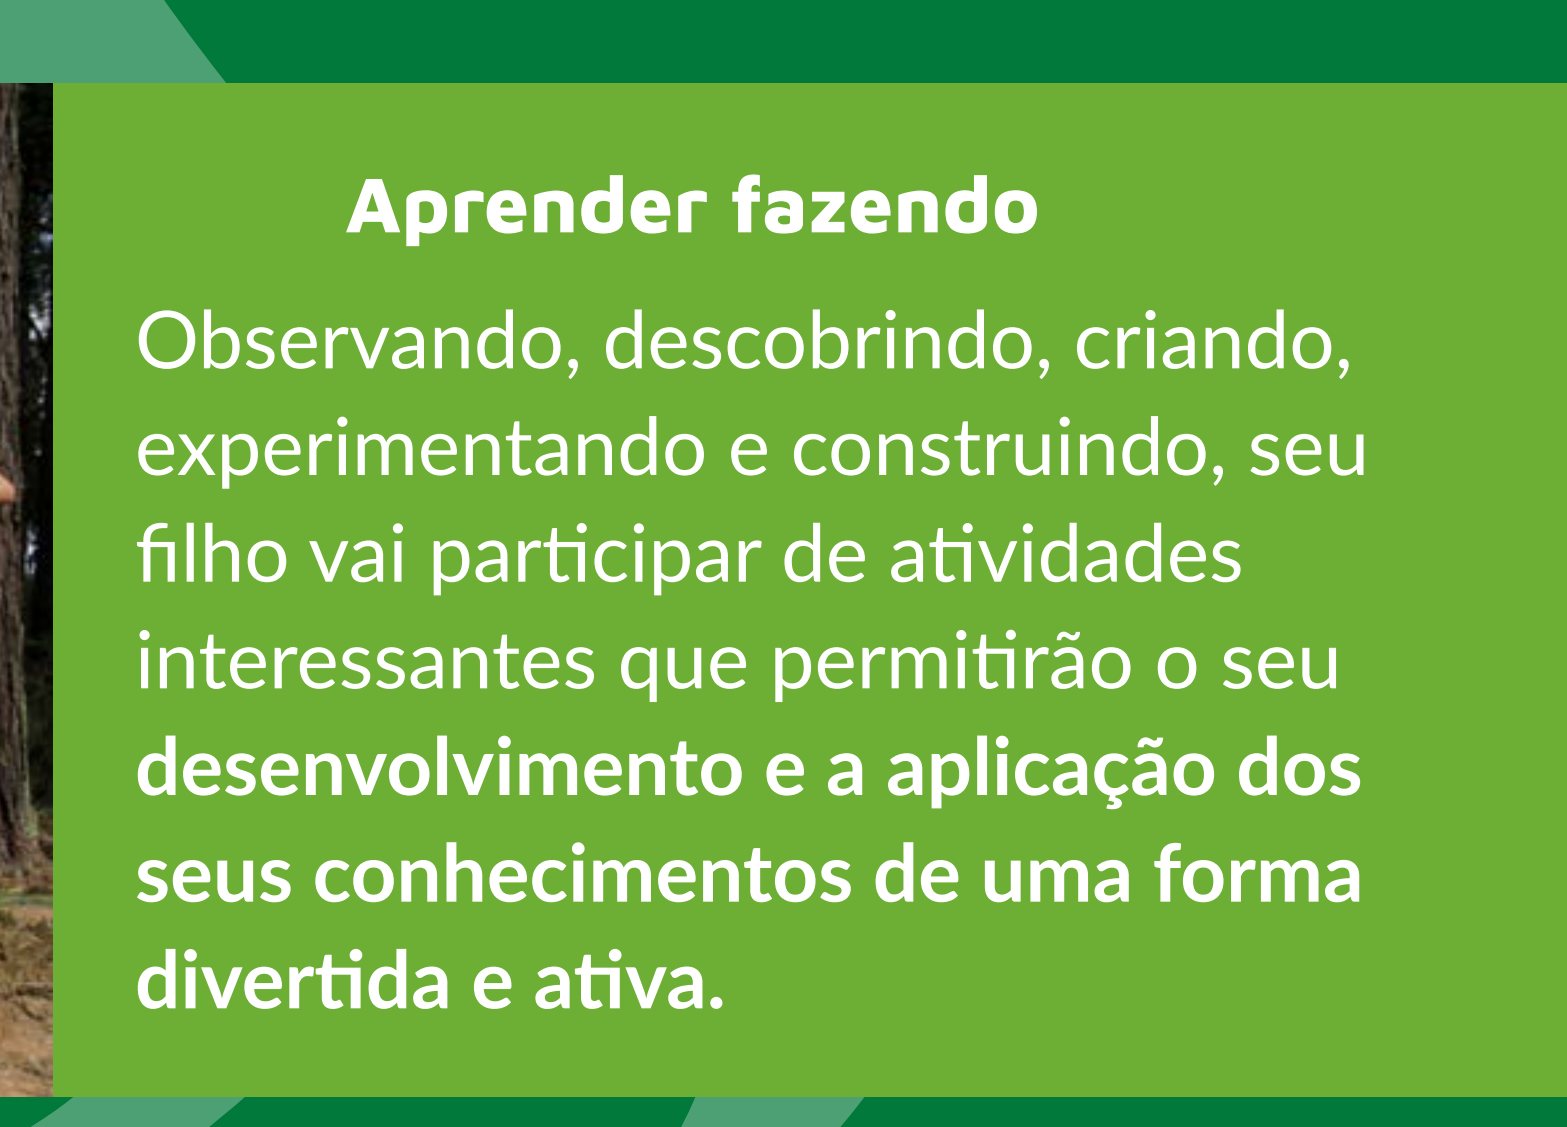 Aprender fazendo
Observando, descobrindo, criando,
experimentando e construindo, seu
filho vai participar de atividades
interessantes que permitirão o seu
desenvolvimento e a aplicação dos
seus conhecimentos de uma forma
divertida e ativa.